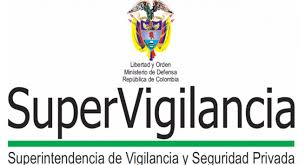 Libertad y Orden
Ministerio de Defensa
República de Colombia
SuperVigilancia
Superintendencia de Vigilancia y Seguridad Privada